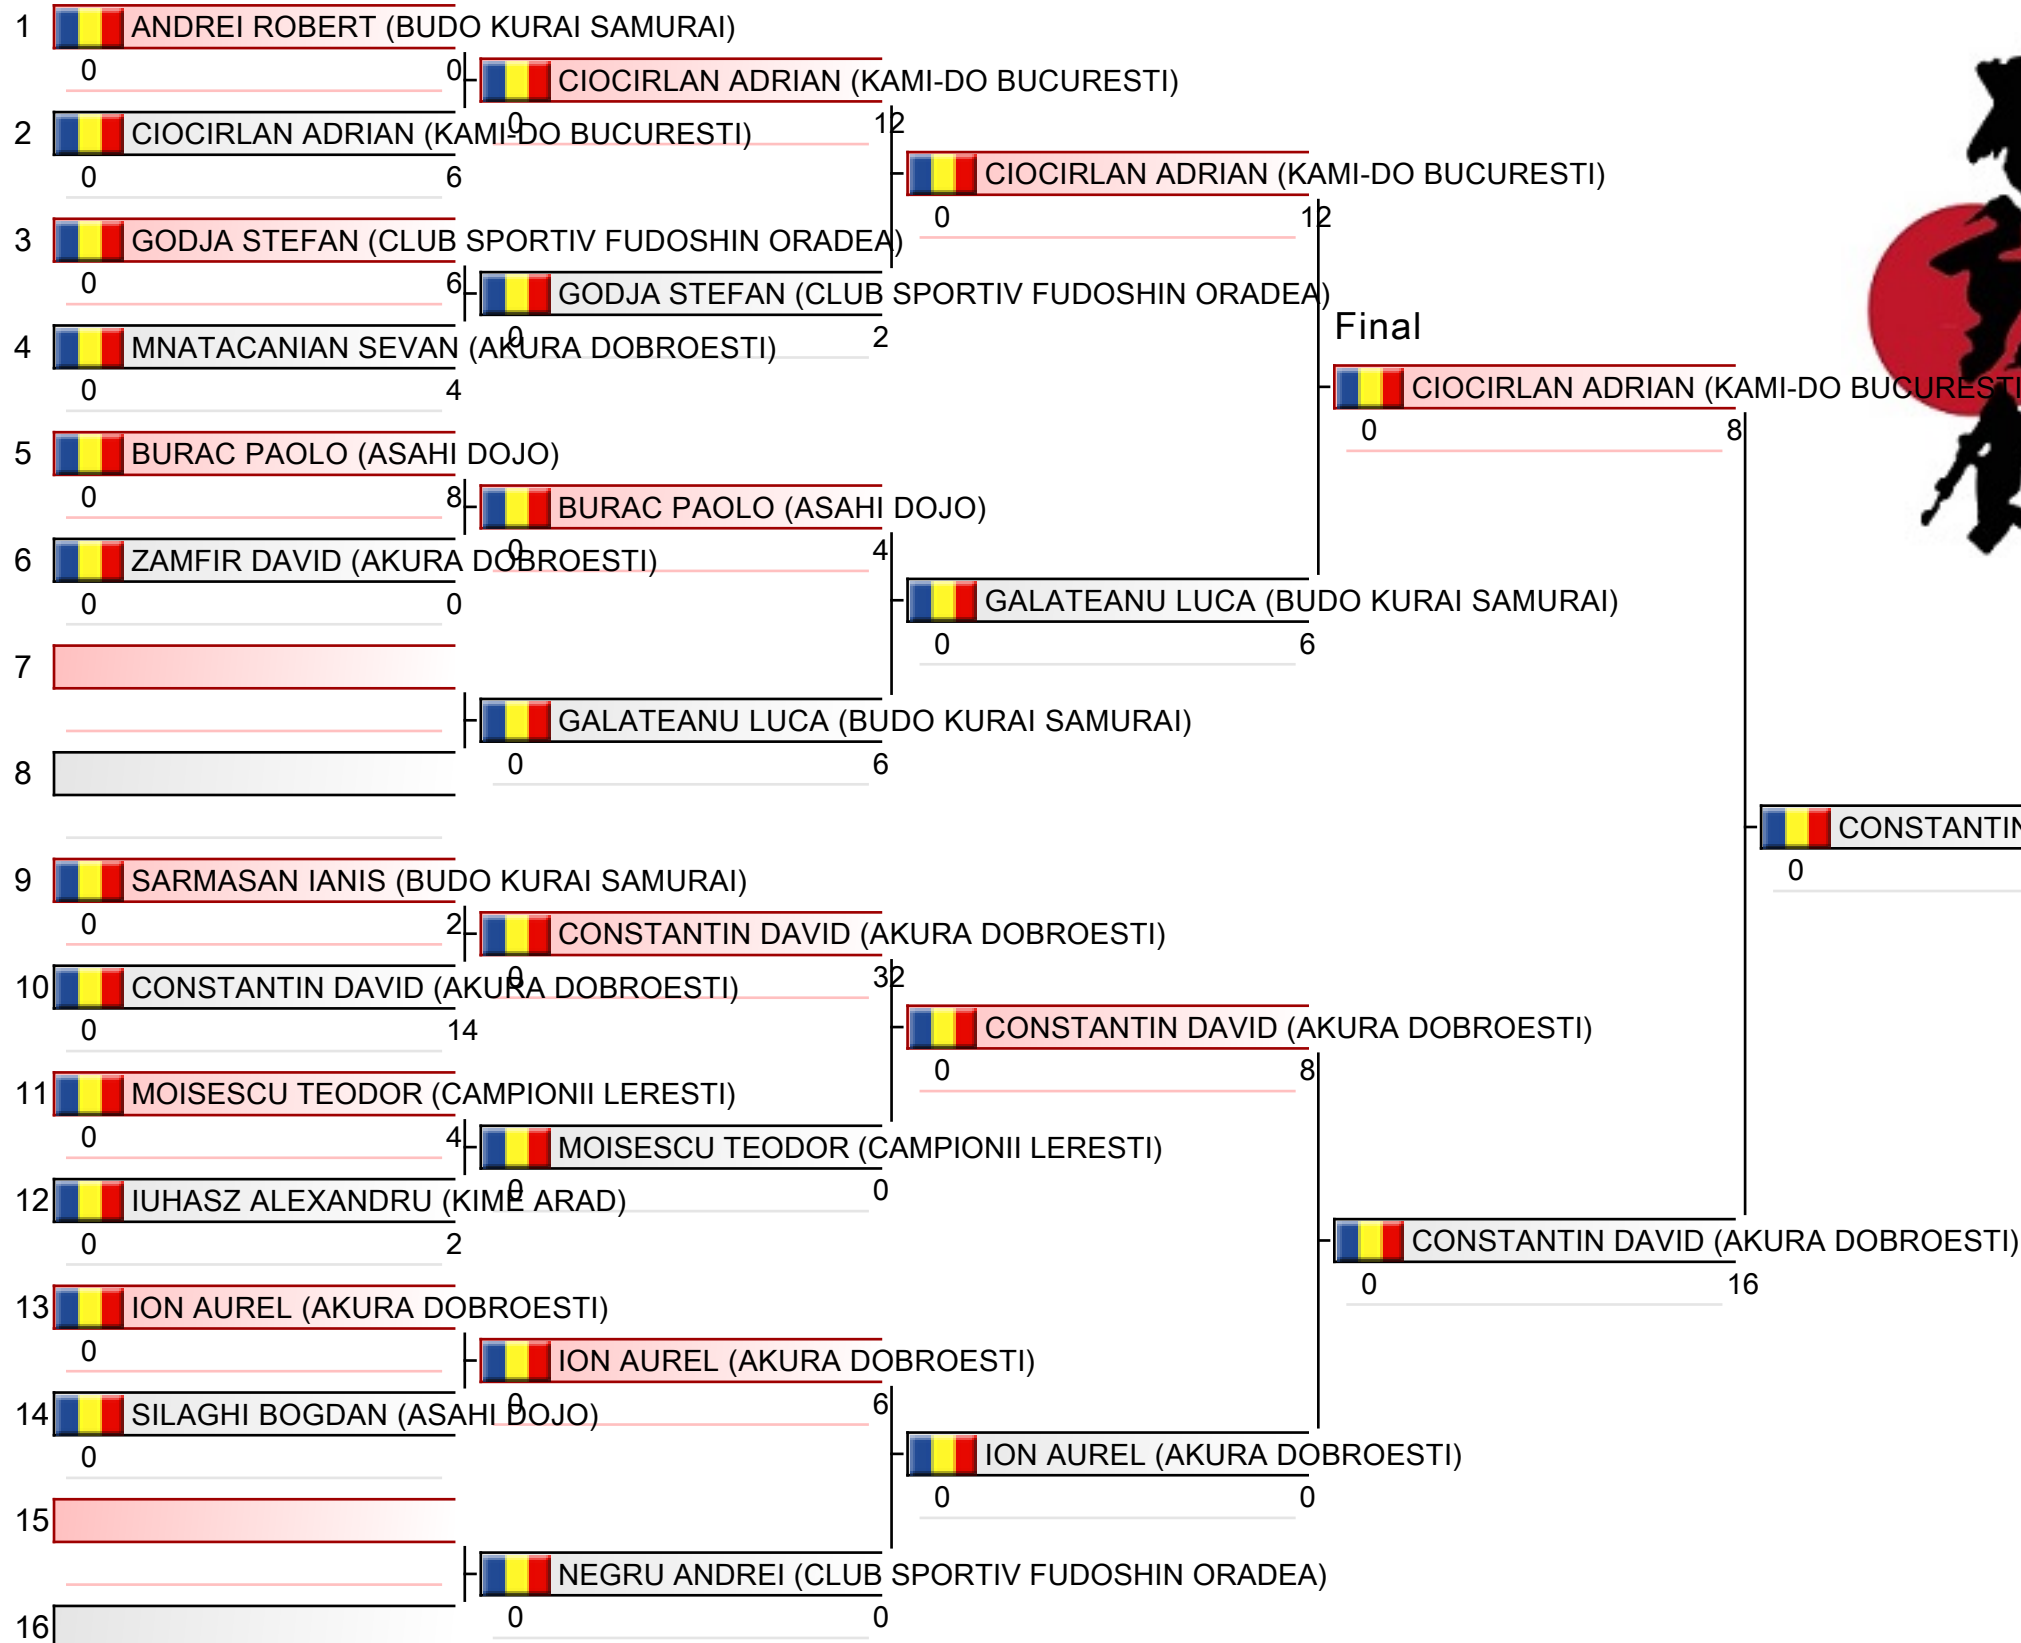 1 ANDREI ROBERT (BUDO KURAI SAMURAI)
0 0
CIOCIRLAN ADRIAN (KAMI-DO BUCURESTI)
0 12
2 CIOCIRLAN ADRIAN (KAMI-DO BUCURESTI)
0 6
CIOCIRLAN ADRIAN (KAMI-DO BUCURESTI)
0 12
3 GODJA STEFAN (CLUB SPORTIV FUDOSHIN ORADEA)
0 6
GODJA STEFAN (CLUB SPORTIV FUDOSHIN ORADEA)
0 2
4 MNATACANIAN SEVAN (AKURA DOBROESTI)
0 4
Final
CIOCIRLAN ADRIAN (KAMI-DO BUCURESTI
0 8
5 BURAC PAOLO (ASAHI DOJO)
0 8
BURAC PAOLO (ASAHI DOJO)
0 4
6 ZAMFIR DAVID (AKURA DOBROESTI)
0 0
GALATEANU LUCA (BUDO KURAI SAMURAI)
0 6
7
GALATEANU LUCA (BUDO KURAI SAMURAI)
0 6
8
CONSTANTIN
0
9 SARMASAN IANIS (BUDO KURAI SAMURAI)
0 2
CONSTANTIN DAVID (AKURA DOBROESTI)
0 32
10 CONSTANTIN DAVID (AKURA DOBROESTI)
0 14
CONSTANTIN DAVID (AKURA DOBROESTI)
0 8
11 MOISESCU TEODOR (CAMPIONII LERESTI)
0 4
MOISESCU TEODOR (CAMPIONII LERESTI)
0 0
12 IUHASZ ALEXANDRU (KIME ARAD)
0 2
CONSTANTIN DAVID (AKURA DOBROESTI)
0 16
13 ION AUREL (AKURA DOBROESTI)
0
ION AUREL (AKURA DOBROESTI)
0 6
14 SILAGHI BOGDAN (ASAHI DOJO)
0
ION AUREL (AKURA DOBROESTI)
0 0
15
NEGRU ANDREI (CLUB SPORTIV FUDOSHIN ORADEA)
0 0
16